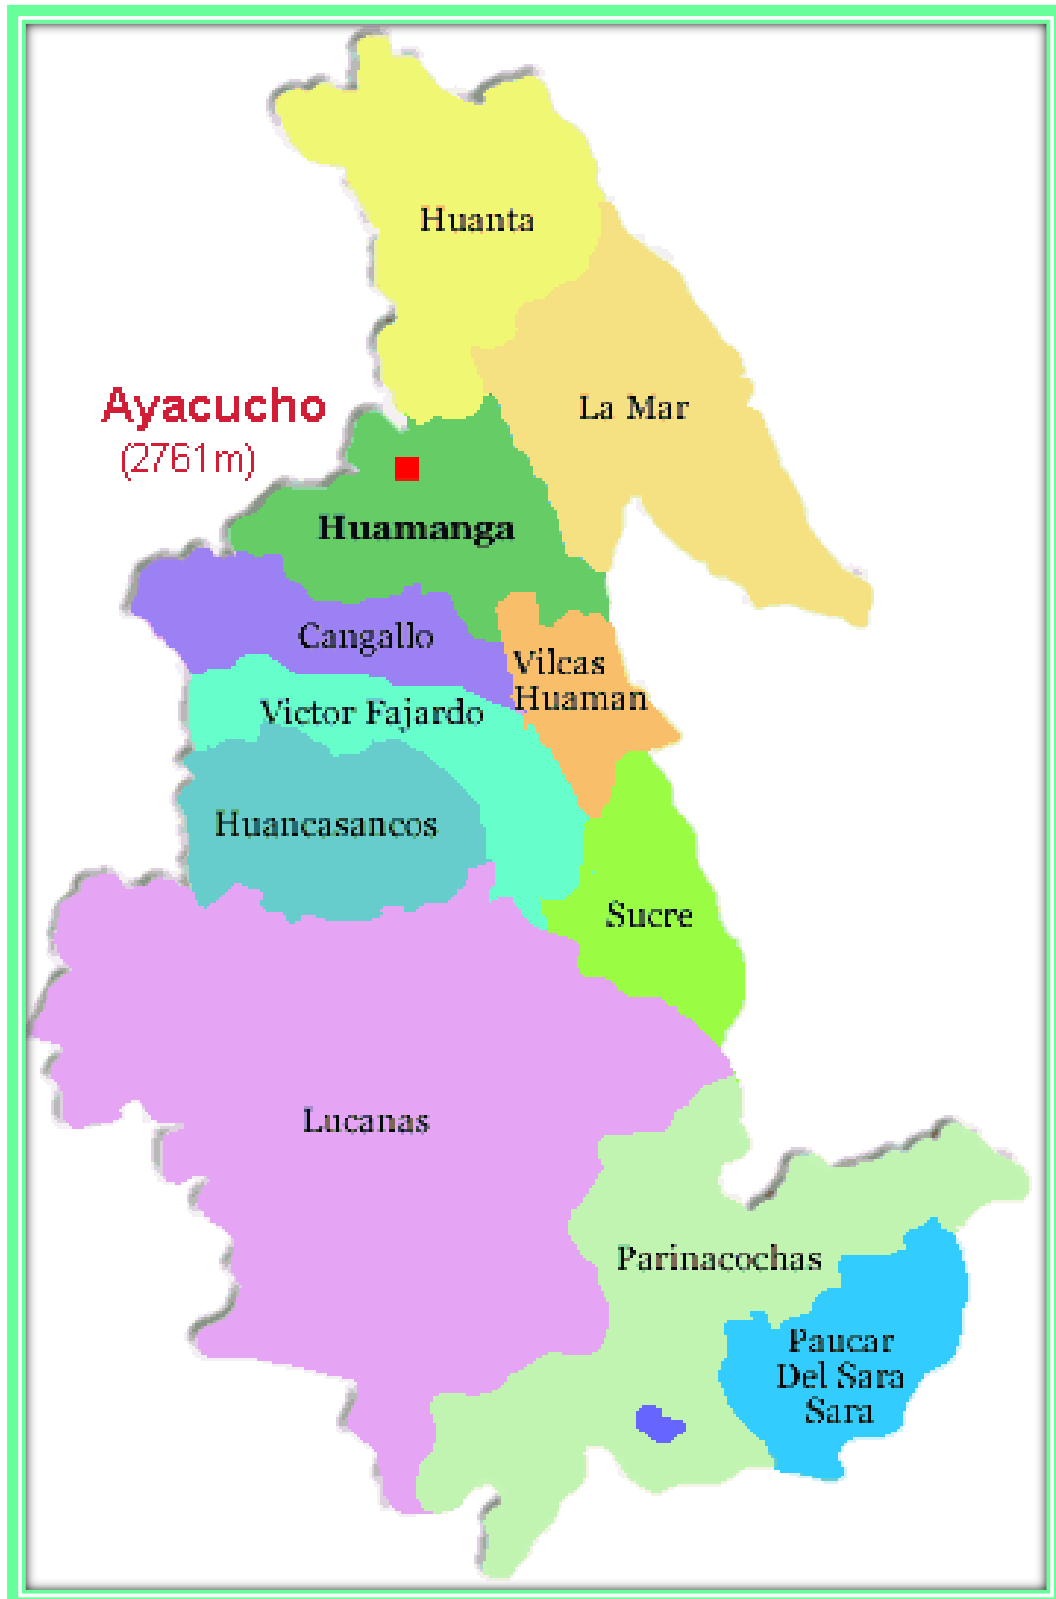 Huanta
La Mar
Ayacucho
(2761m)
Huamanga
Cangallo
Vilcas
Huaman
Victor Fajardo
Huancasancos
Sucre
Lucanas
Parinacochas
Paucar
Del Sara
Sara